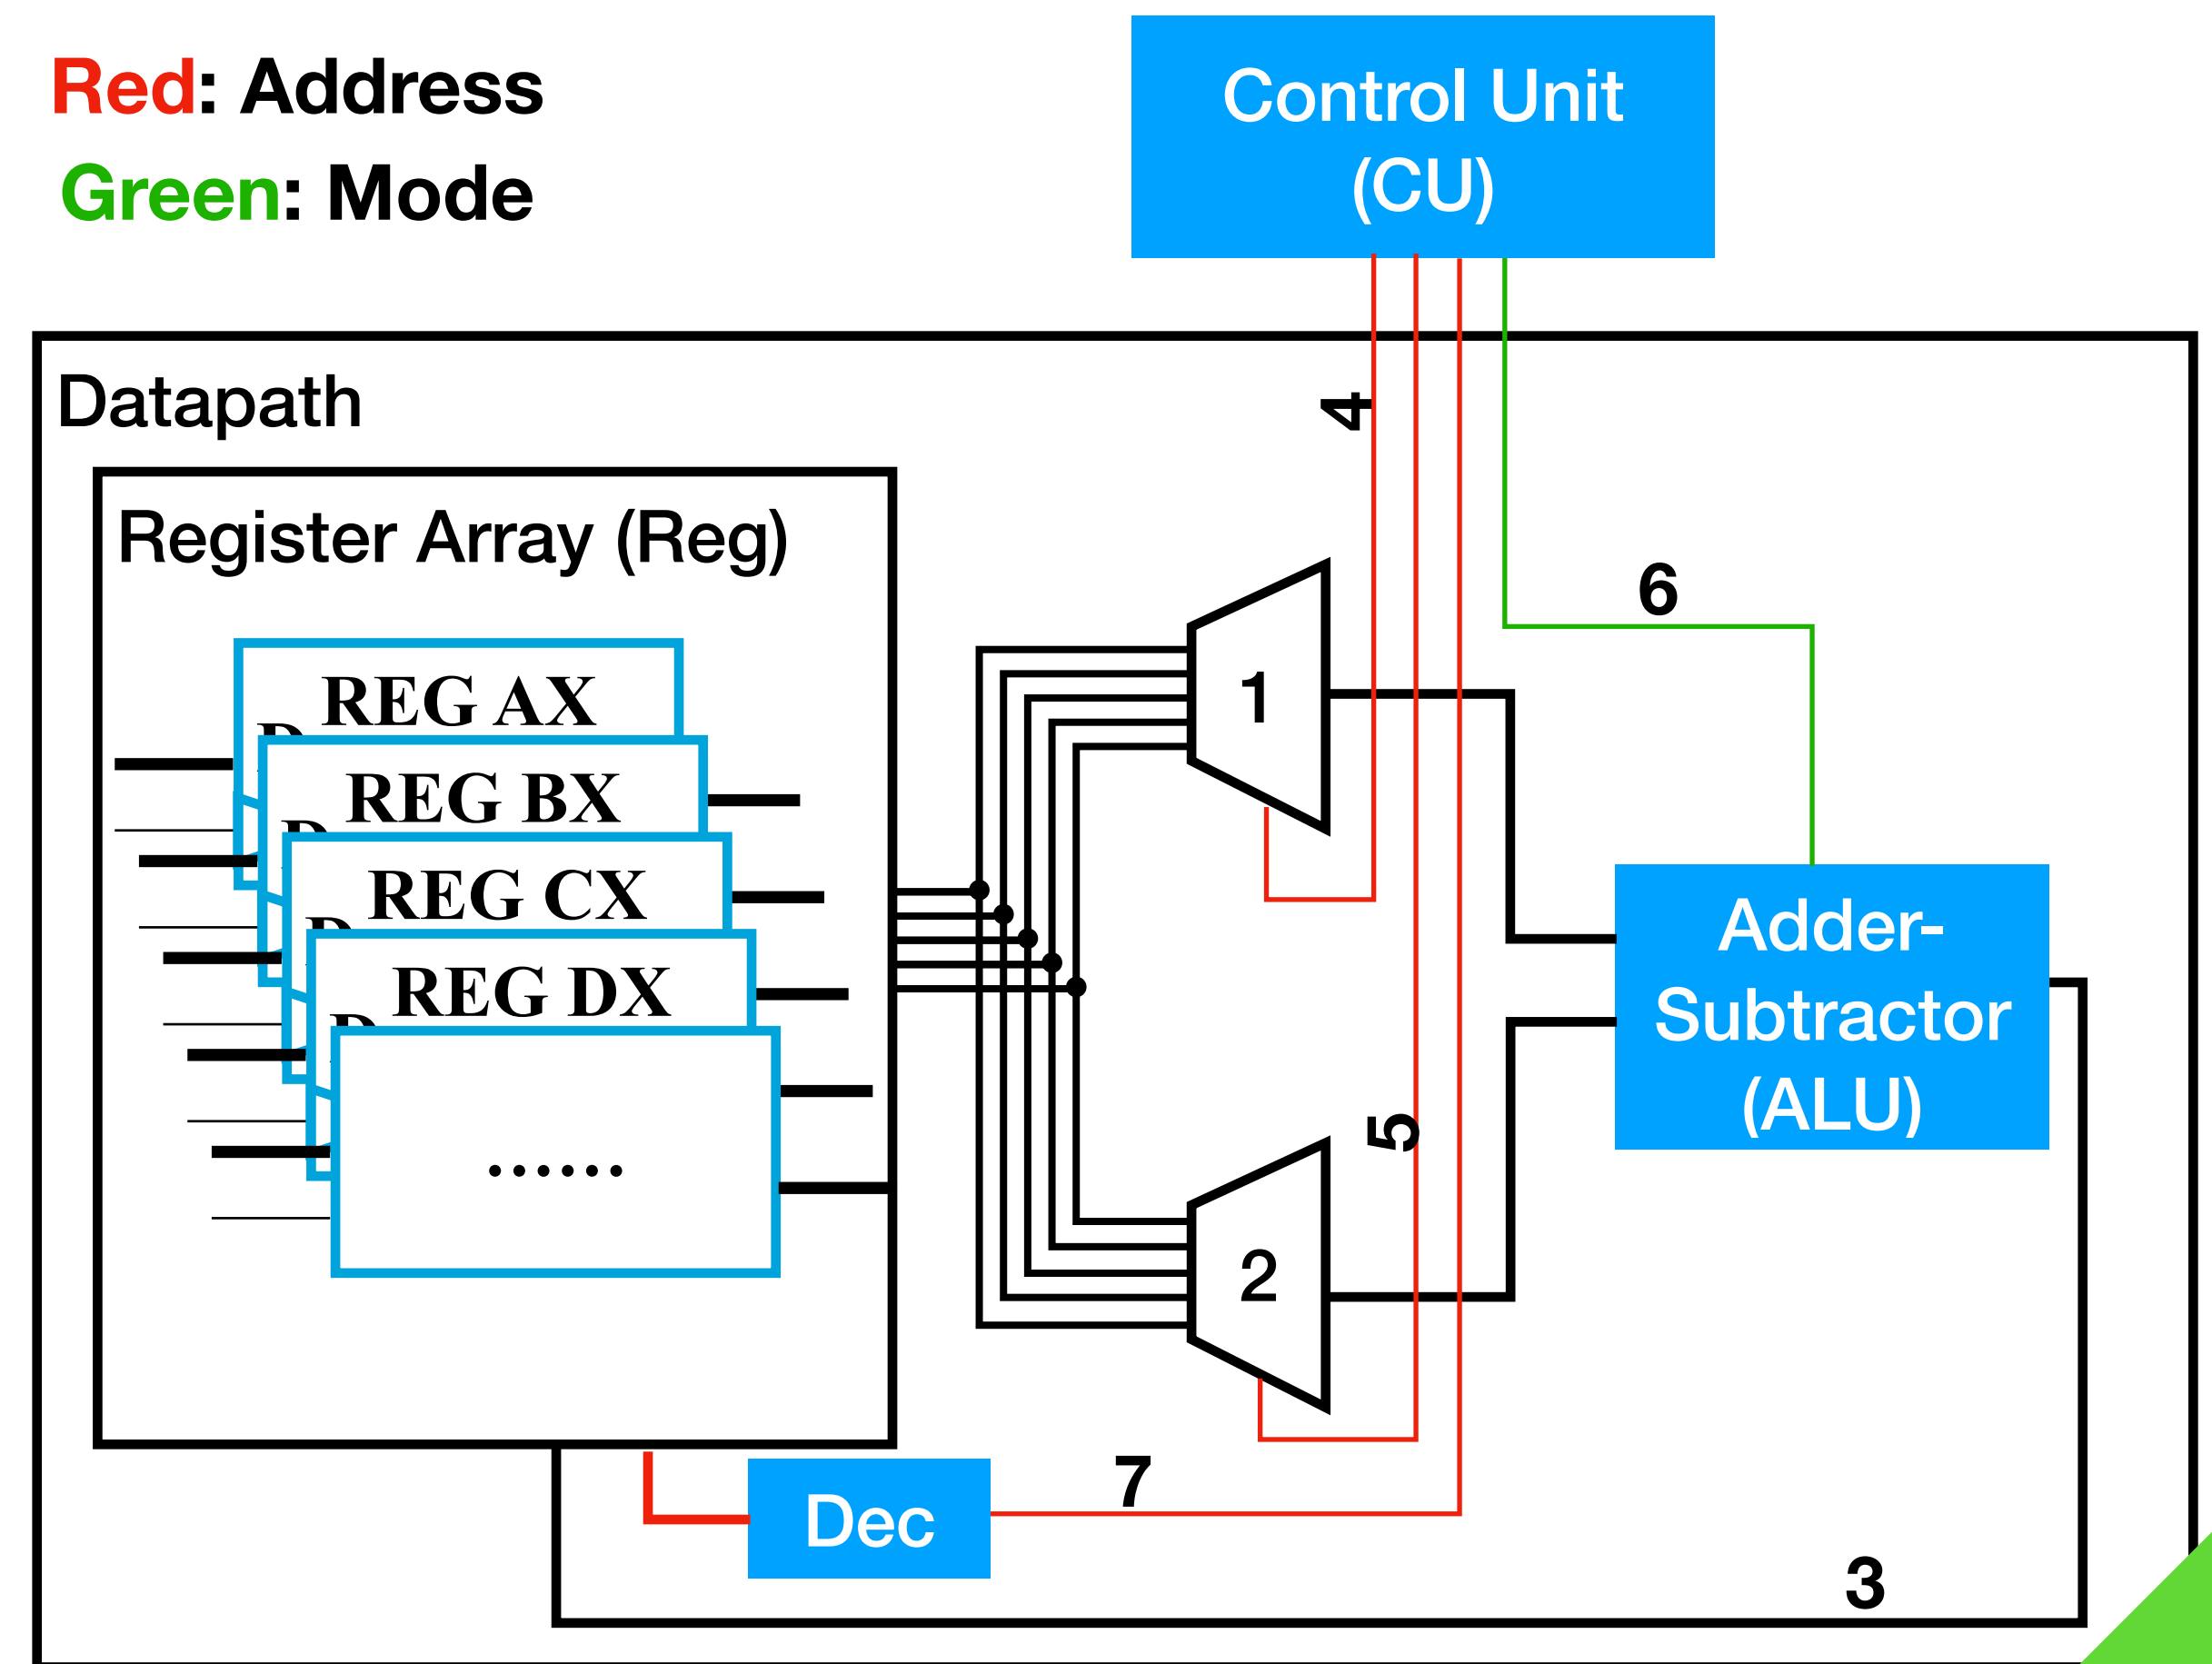 Red: Address
Green: Mode
Control Unit
(CU)
Datapath
4
Register Array (Reg)
6
REG AX
1
D
REG BX
D
REG CX
Adder-
D
REG DX
Subtractor
D
(ALU)
5
......
2
7
Dec
3